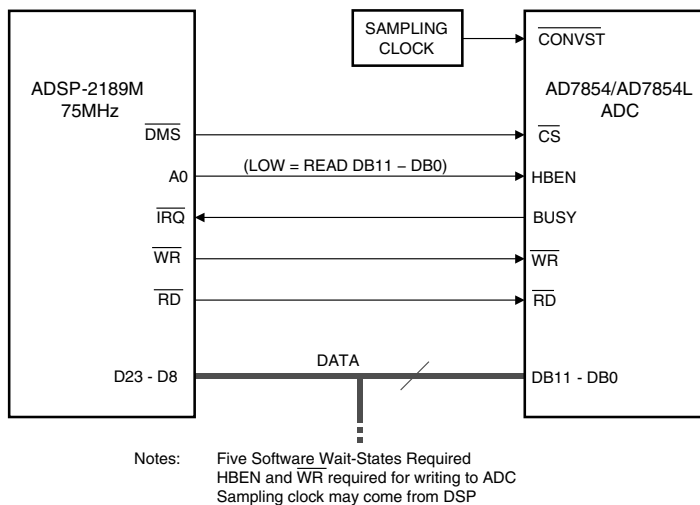 SAMPLING
CLOCK
CONVST
ADSP-2189M
75MHz
AD7854/AD7854L
ADC
DMS
CS
A0
(LOW = READ DB11 – DB0)
HBEN
IRQ
BUSY
WR
WR
RD
RD
DATA
D23 - D8
DB11 - DB0
Notes: Five Software Wait-States Required
HBEN and WR required for writing to ADC
Sampling clock may come from DSP